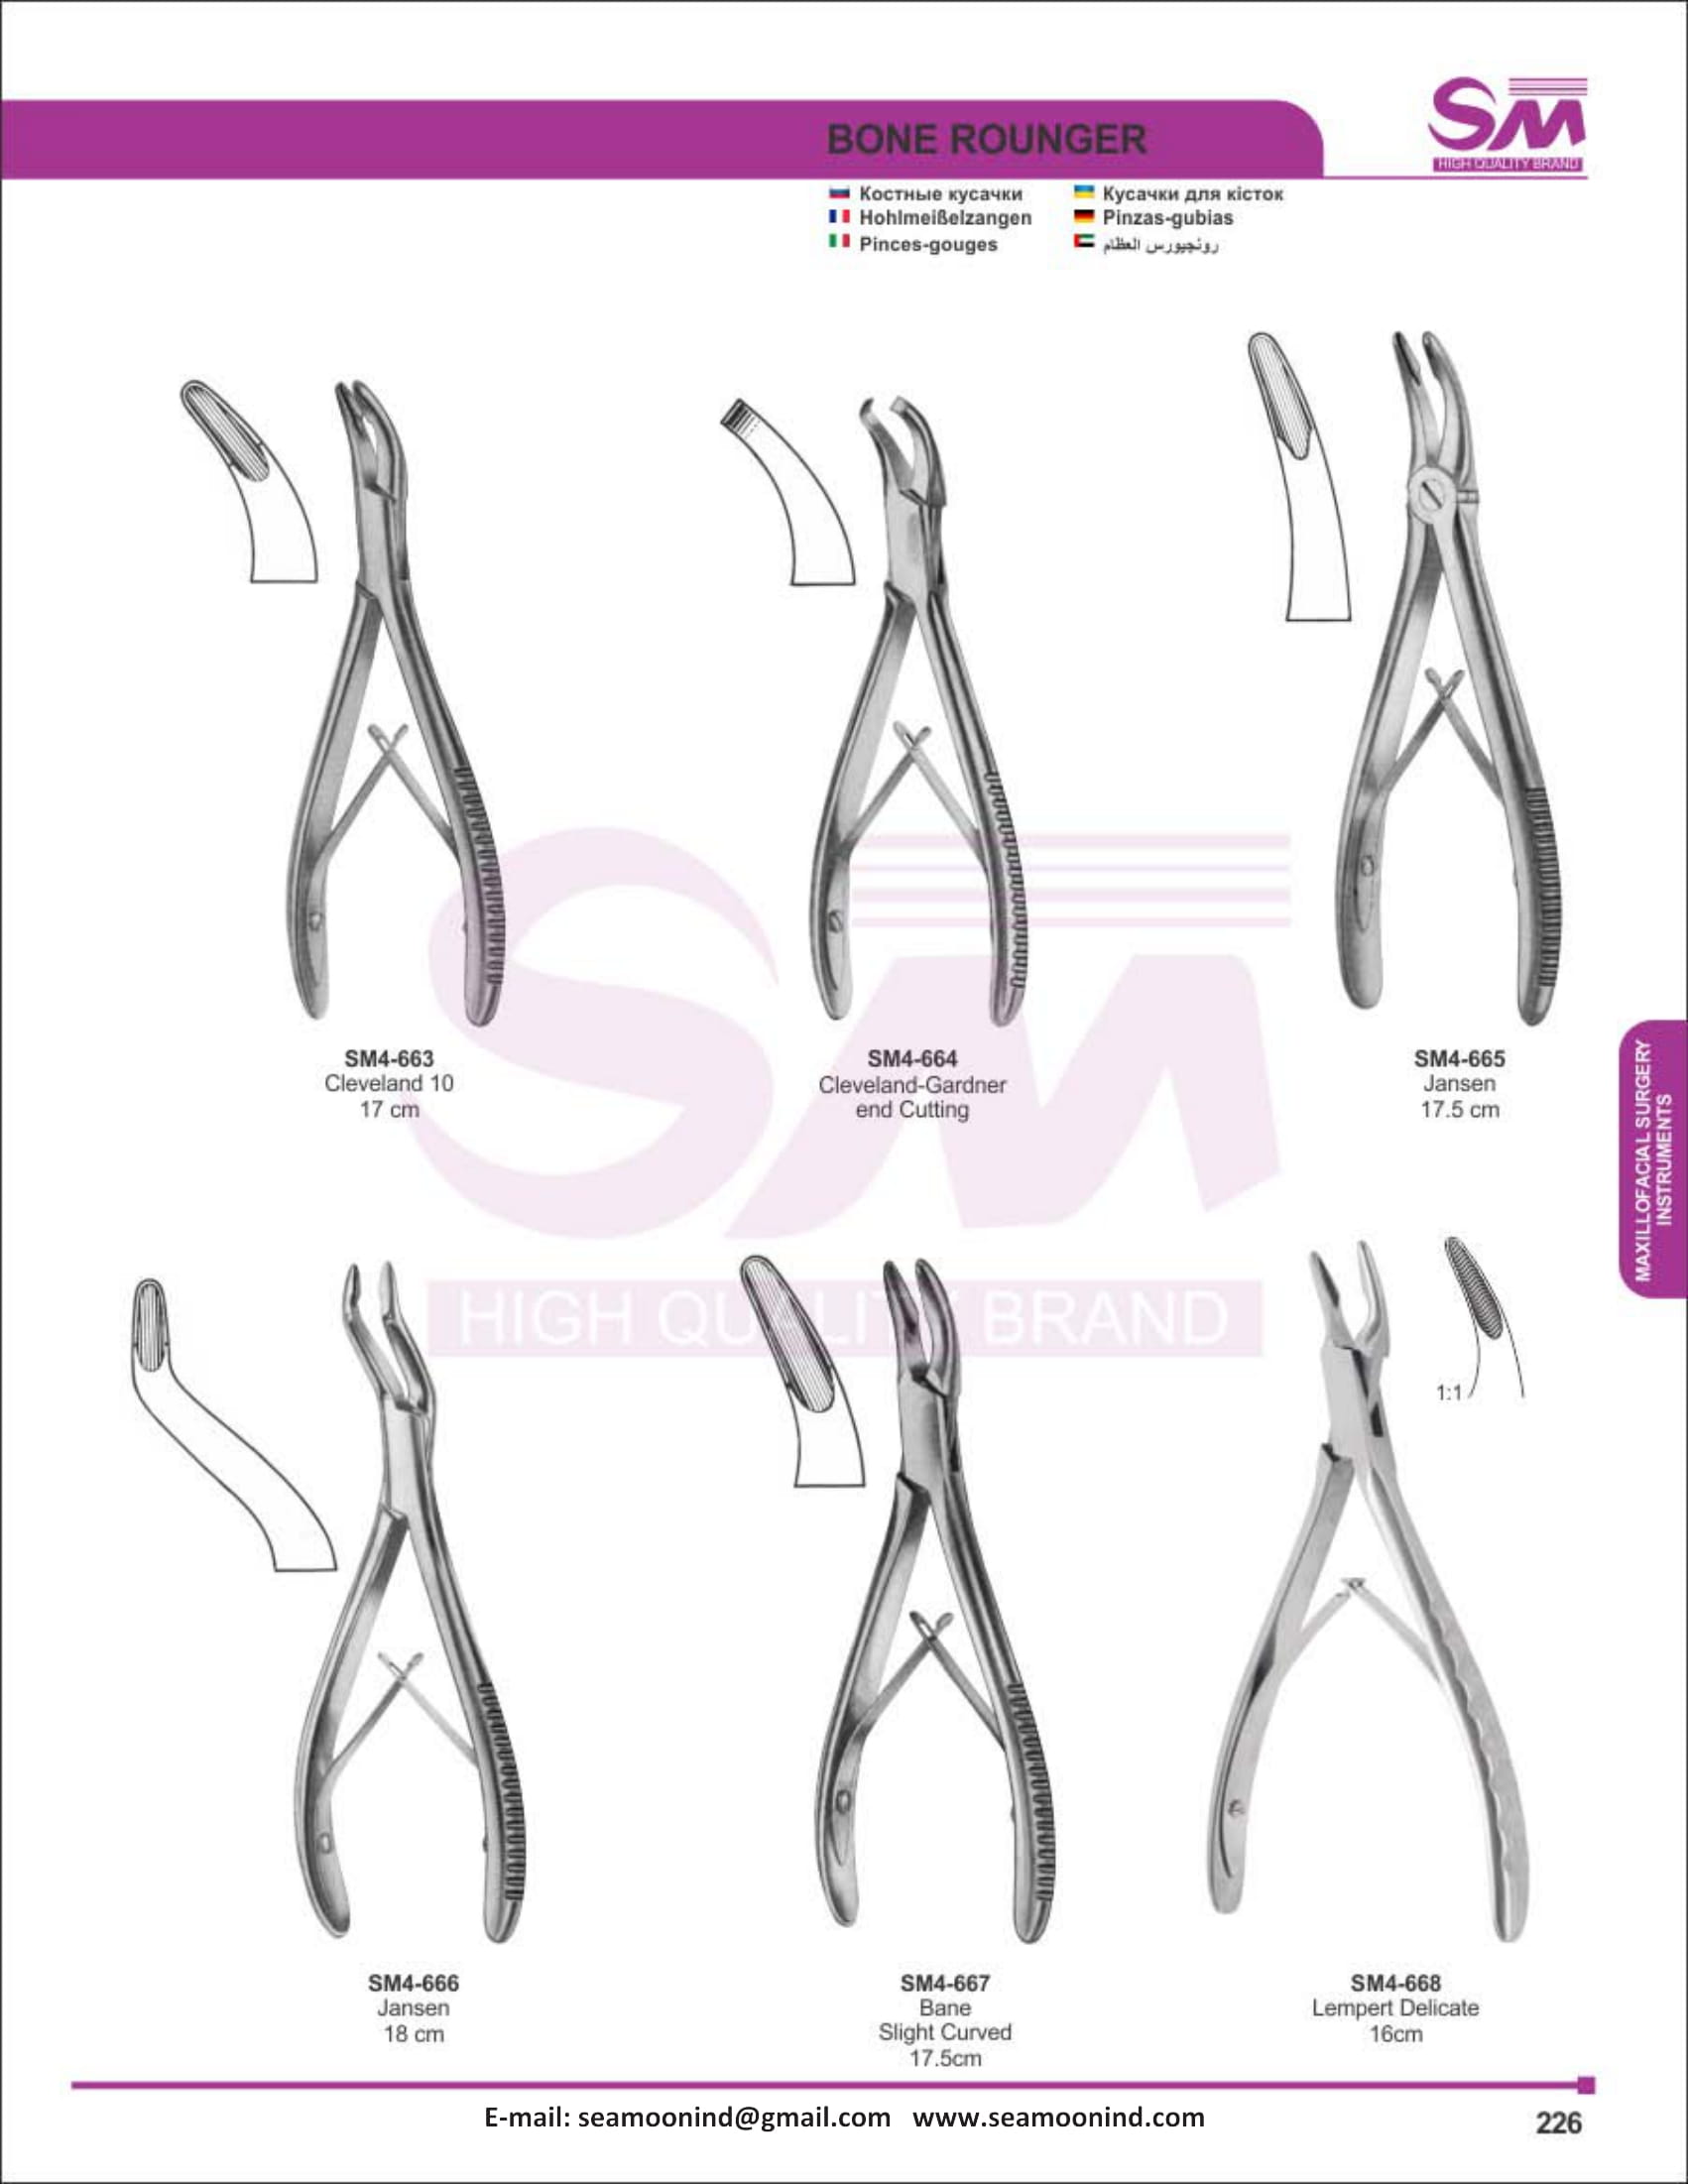 SM
HIGH QUALITY BRAND
BONE ROUNGER
Костные кусачки
Кусачки для кісток
Hohlmeißelzangen
Pinzas-gubias
Pinces-gouges
رونجيورس العظام
SM4-663
Cleveland 10
17 cm
SM4-664
Cleveland-Gardner
end Cutting
SM4-665
Jansen
17.5 cm
MAXILLOFACIAL SURGERY
INSTRUMENTS
SM
HIGH QUALITY BRAND
1:1
SM4-666
Jansen
18 cm
SM4-667
Bane
Slight Curved
17.5cm
SM4-668
Lempert Delicate
16cm
E-mail: seamoonind@gmail.com www.seamoonind.com
226